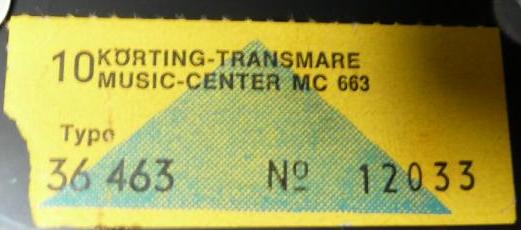 10 KÖRTING-TRANSMARE
MUSIC-CENTER MC 663
Type
36 463 Nº 12033